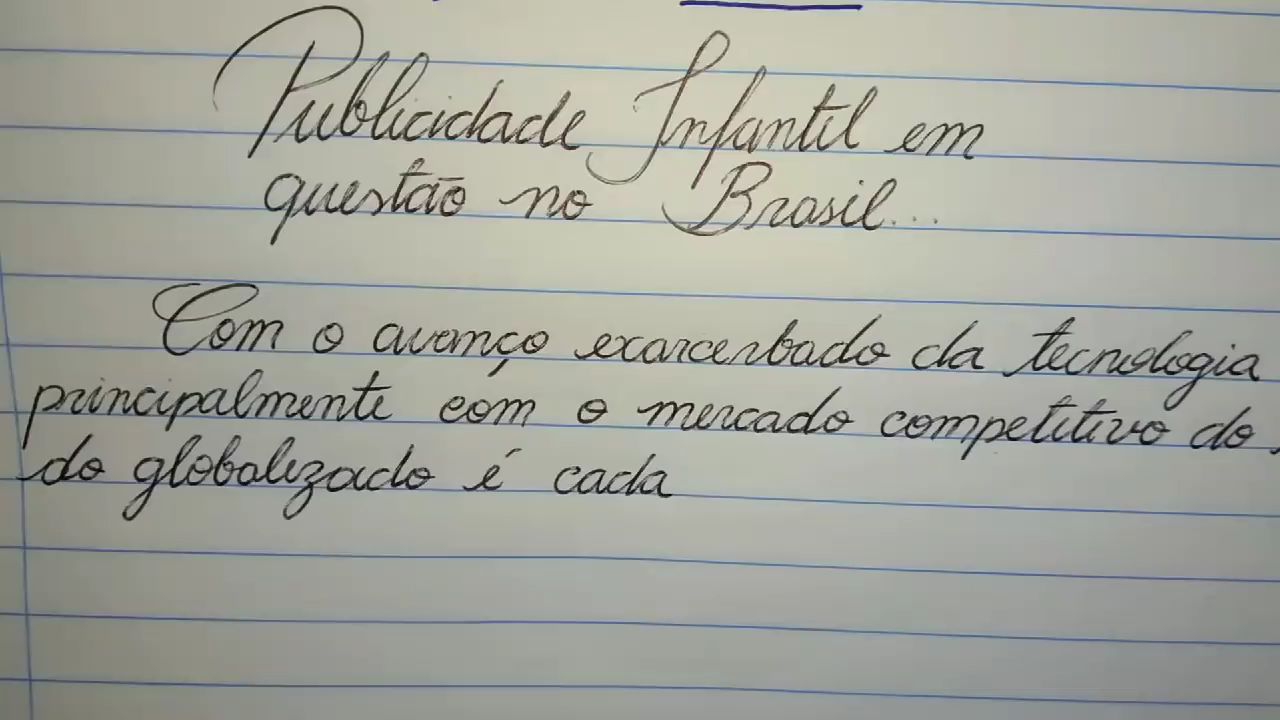 Publicidade Infantil em
questão no Brasil...
Com o avanço exarcerbado da tecnologia
principalmente com o mercado competitivo do
do globalizado é cada